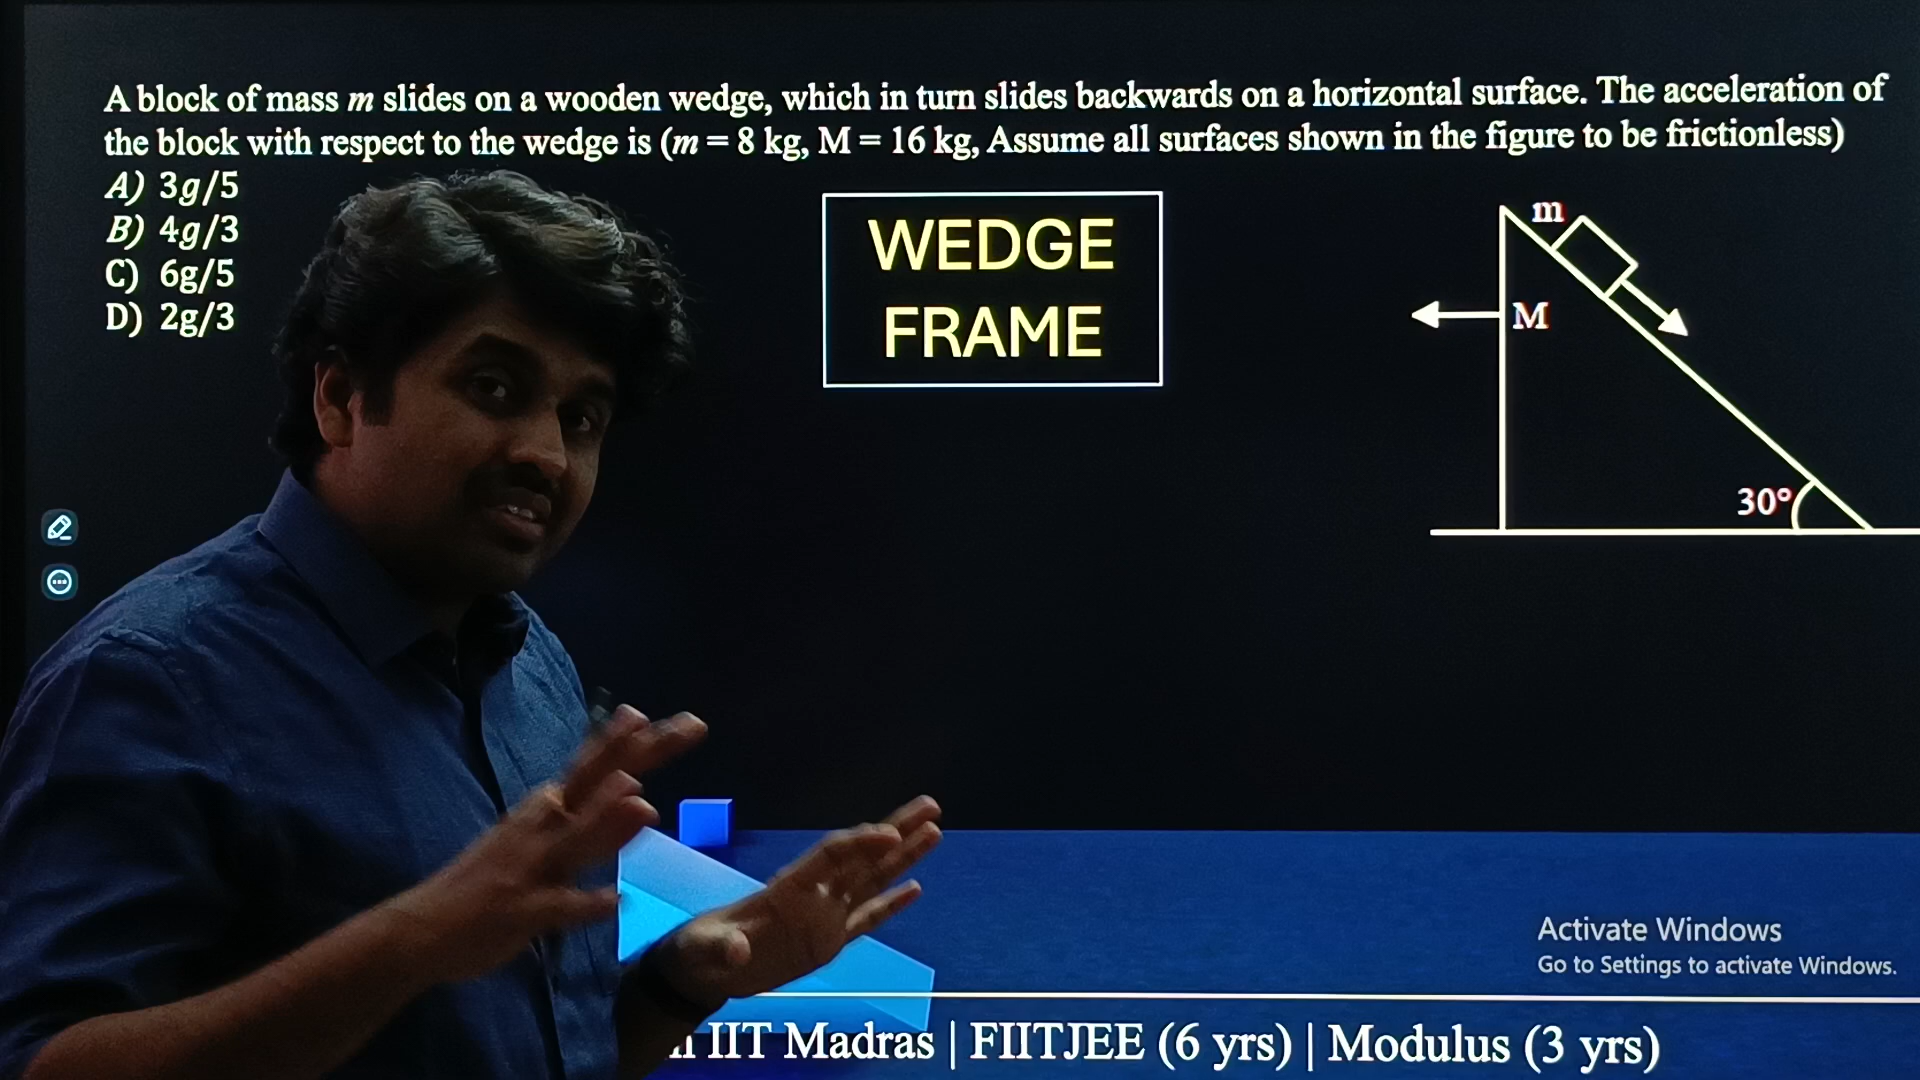 A block of mass m slides on a wooden wedge, which in turn slides backwards on a horizontal surface. The acceleration of
the block with respect to the wedge is (m = 8 kg, M = 16 kg, Assume all surfaces shown in the figure to be frictionless)
A) 3g/5
B) 4g/3
C) 6g/5
D) 2g/3
WEDGE
FRAME
m
M
30°
Activate Windows
Go to Settings to activate Windows.
IIT Madras | FIITJEE (6 yrs) | Modulus (3 yrs)